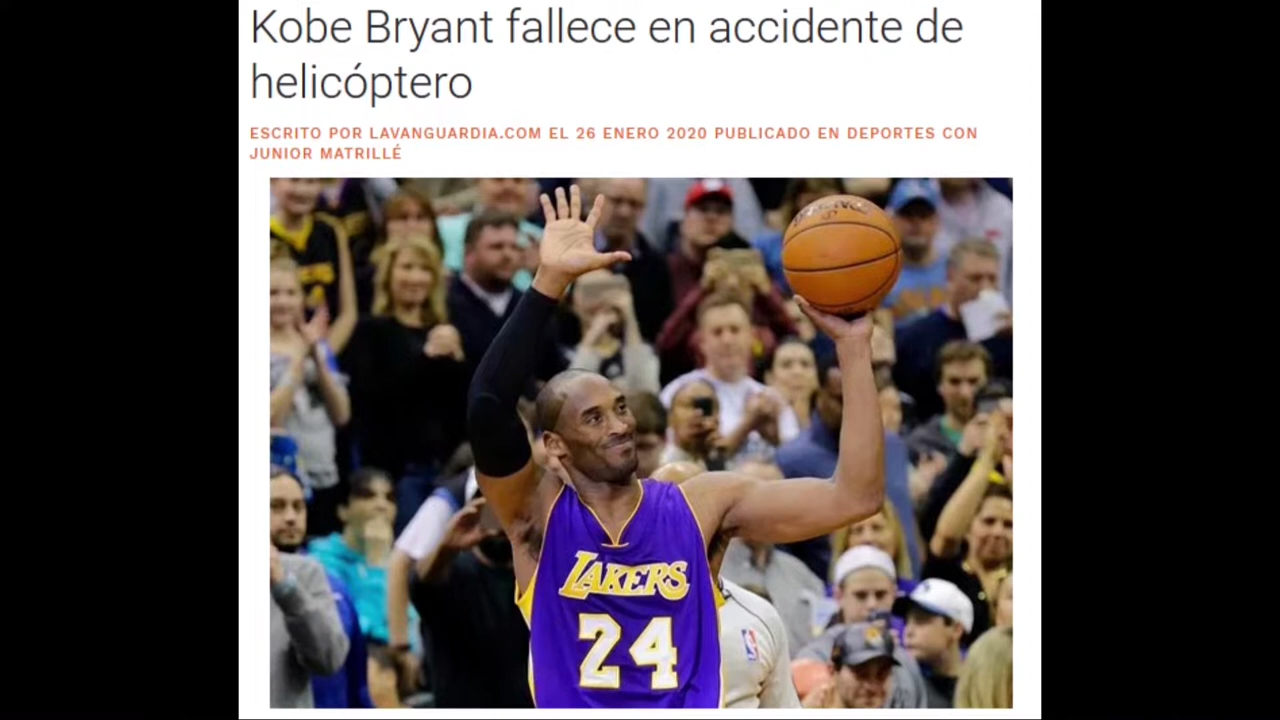 Kobe Bryant fallece en accidente de
helicóptero
ESCRITO POR LAVANGUARDIA.COM EL 26 ENERO 2020 PUBLICADO EN DEPORTES CON
JUNIOR MATRILLÉ
LAKERS
24